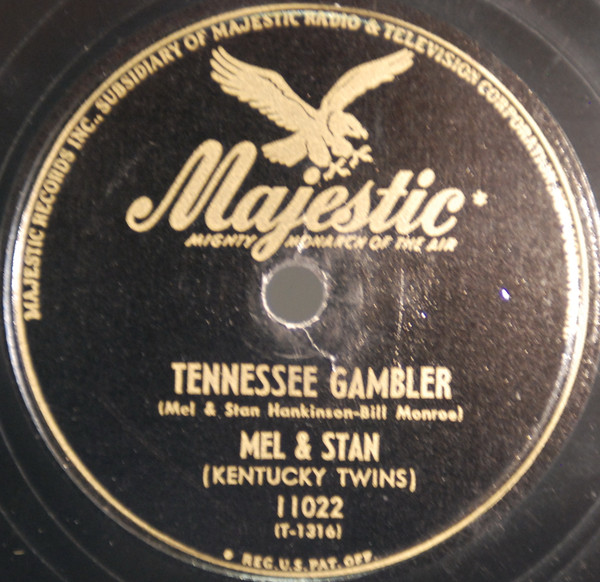 MAJESTIC RECORDS INC., SUBSIDIARY OF MAJESTIC RADIO & TELEVISION CORPORATION
Majestic*
MIGHTY MONARCH OF THE AIR
TENNESSEE GAMBLER
(Mel & Stan Hankinson-Bill Monroe)
MEL & STAN
(KENTUCKY TWINS)
11022
(T-1316)
* REG. U.S. PAT. OFF.